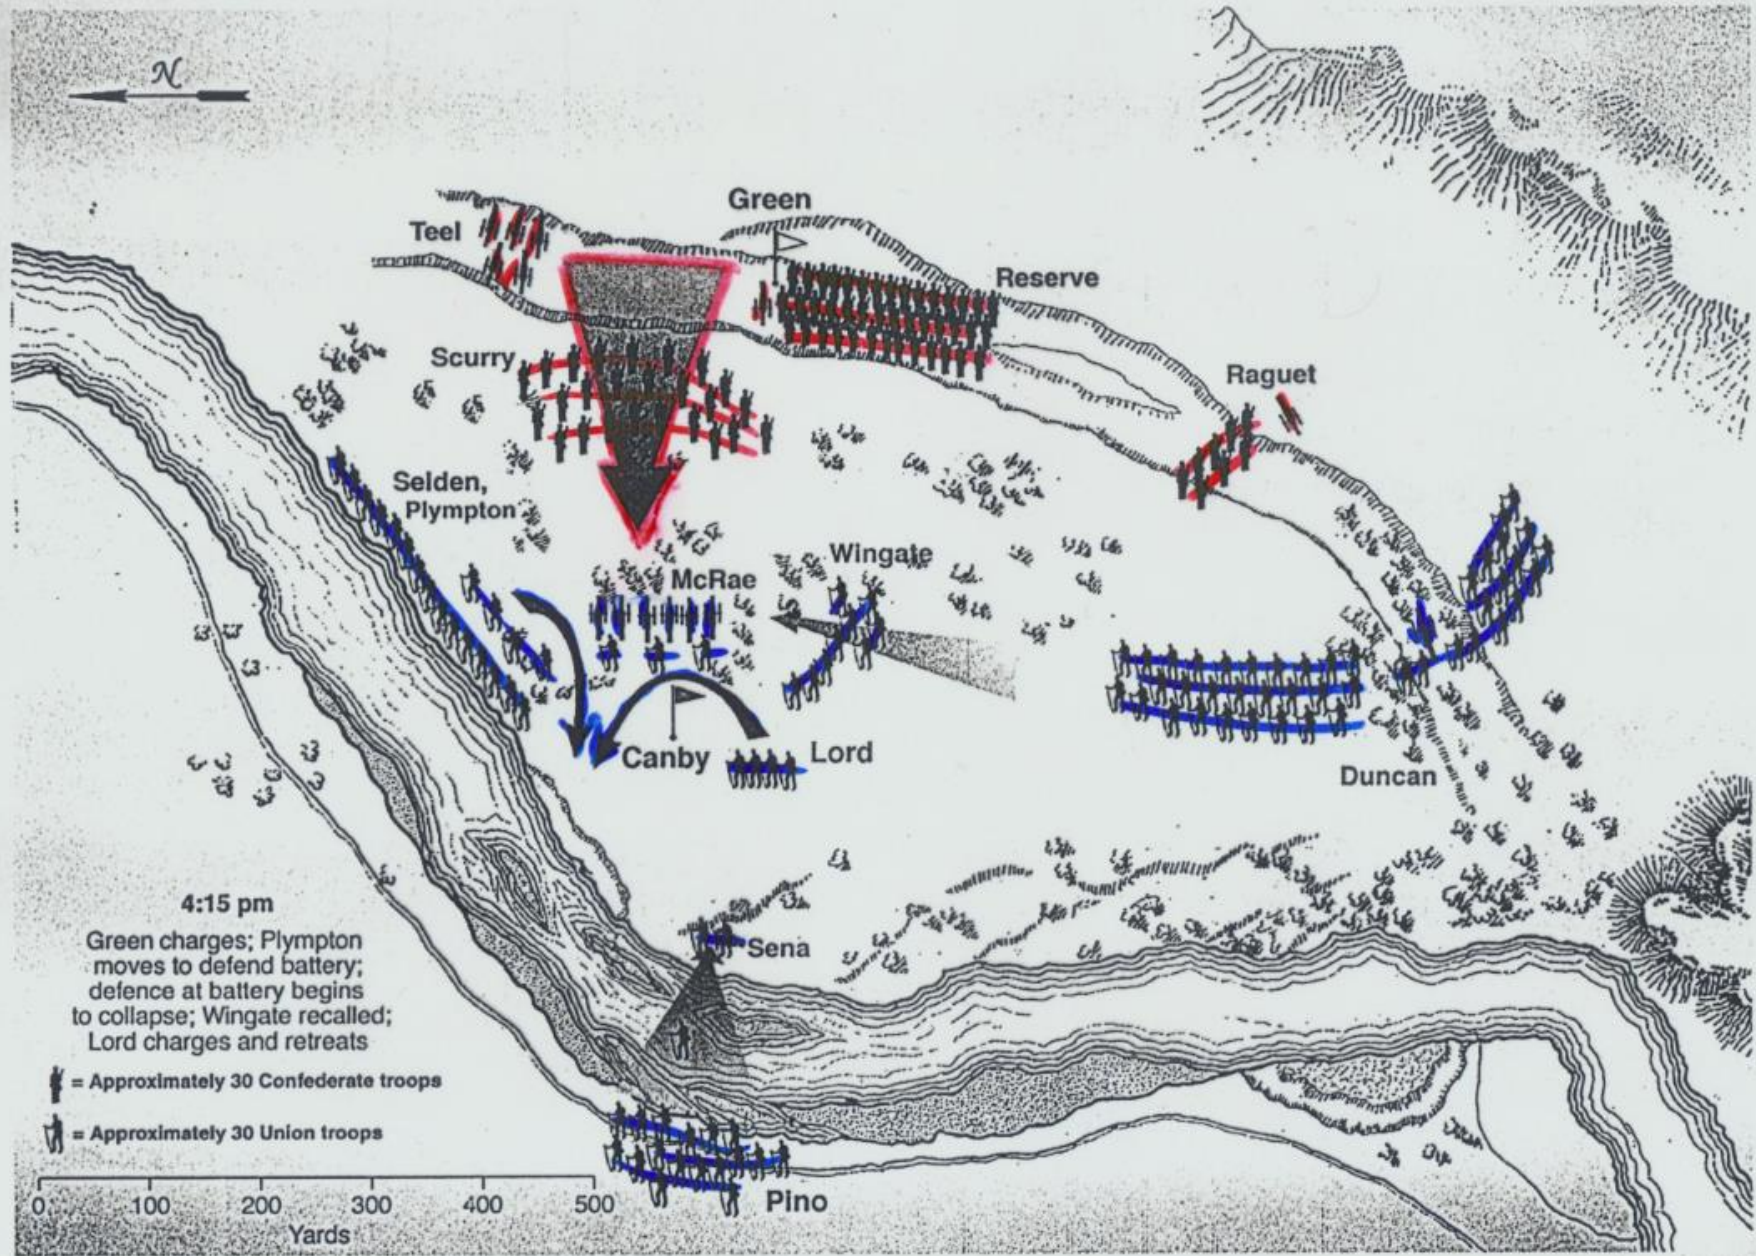 N
Green
Teel
Reserve
Scurry
Raguet
Selden,
Plympton
Wingate
McRae
Canby
Lord
Duncan
Sena
4:15 pm
Green charges; Plympton
moves to defend battery;
defence at battery begins
to collapse; Wingate recalled;
Lord charges and retreats
= Approximately 30 Confederate troops
= Approximately 30 Union troops
Pino
0 100 200 300 400 500
Yards